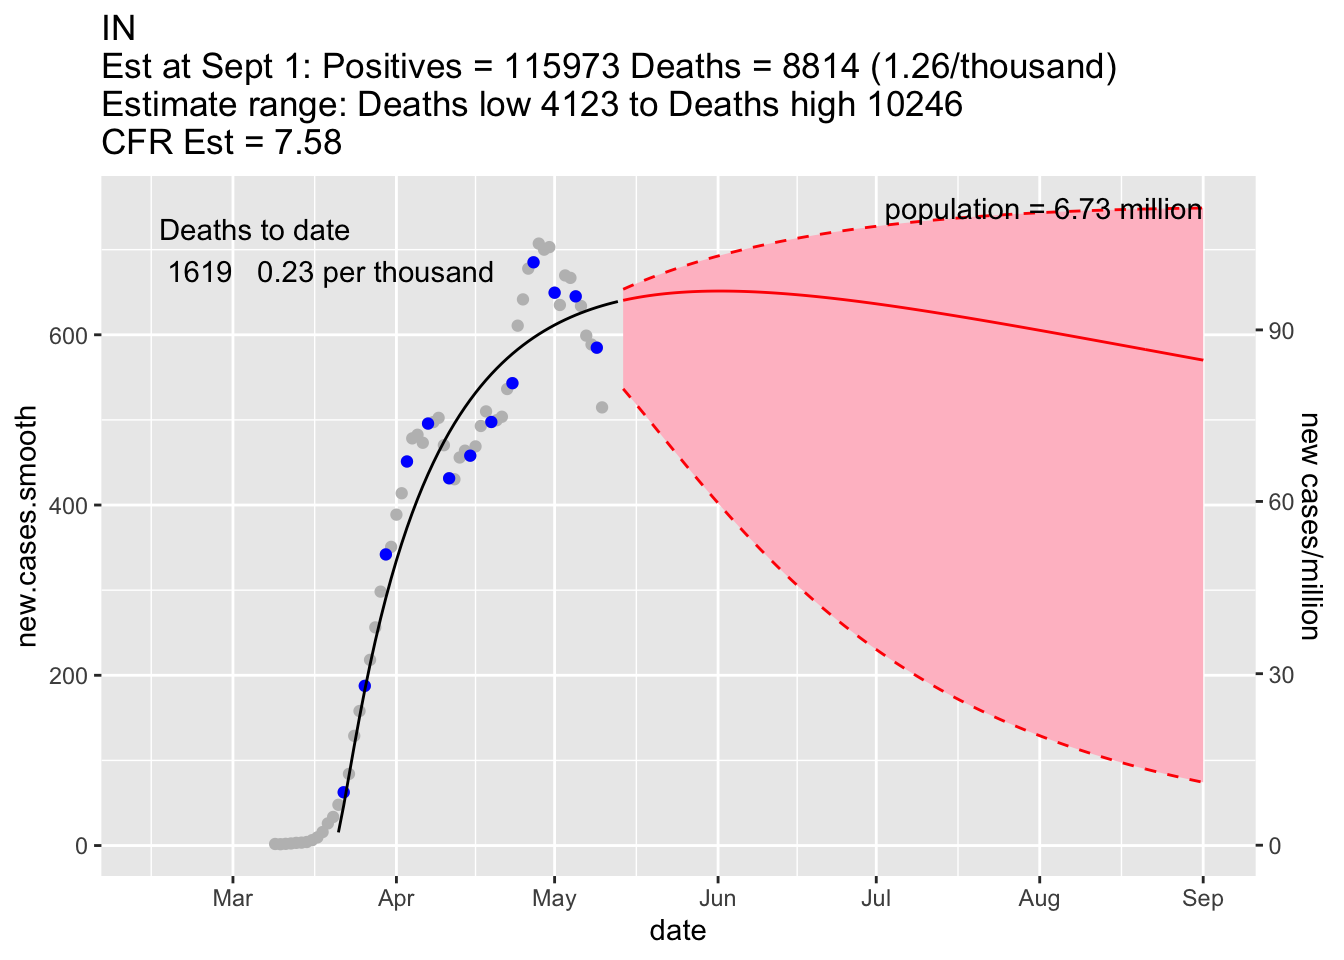 IN
Est at Sept 1: Positives = 115973 Deaths = 8814 (1.26/thousand)
Estimate range: Deaths low 4123 to Deaths high 10246
CFR Est = 7.58
population = 6.73 million
Deaths to date
1619 0.23 per thousand
new.cases.smooth
600
400
200
0
90
60
30
0
new cases/million
Mar Apr May Jun Jul Aug Sep
date